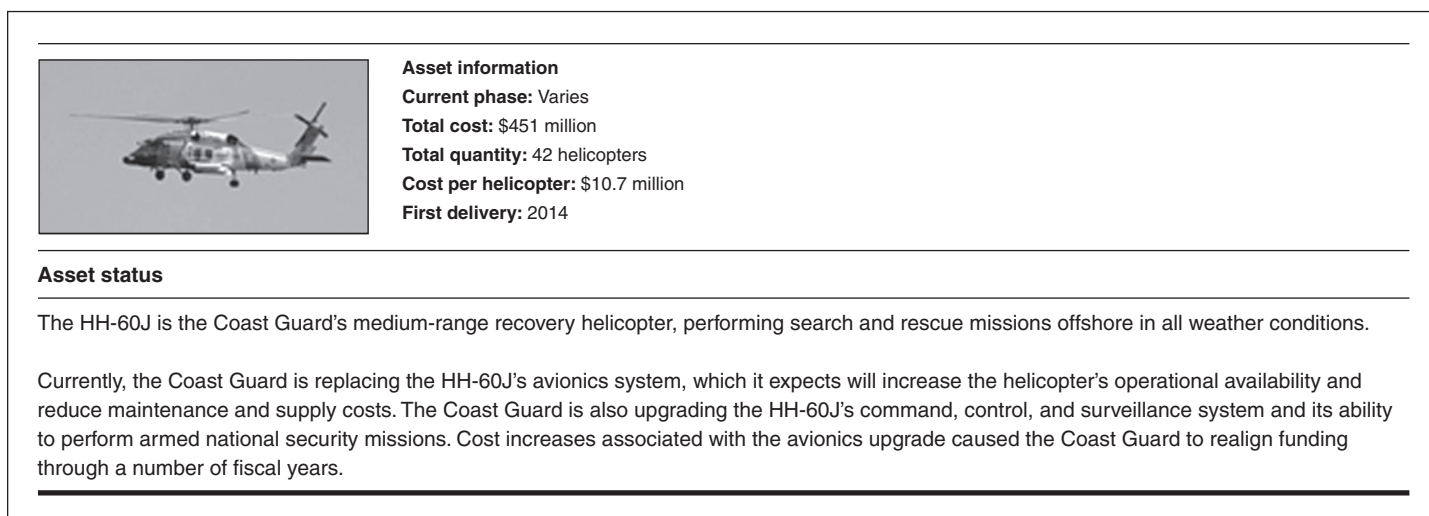 Asset information
Current phase: Varies
Total cost: $451 million
Total quantity: 42 helicopters
Cost per helicopter: $10.7 million
First delivery: 2014
Asset status
The HH-60J is the Coast Guard's medium-range recovery helicopter, performing search and rescue missions offshore in all weather conditions.
Currently, the Coast Guard is replacing the HH-60J's avionics system, which it expects will increase the helicopter's operational availability and
reduce maintenance and supply costs. The Coast Guard is also upgrading the HH-60J's command, control, and surveillance system and its ability
to perform armed national security missions. Cost increases associated with the avionics upgrade caused the Coast Guard to realign funding
through a number of fiscal years.